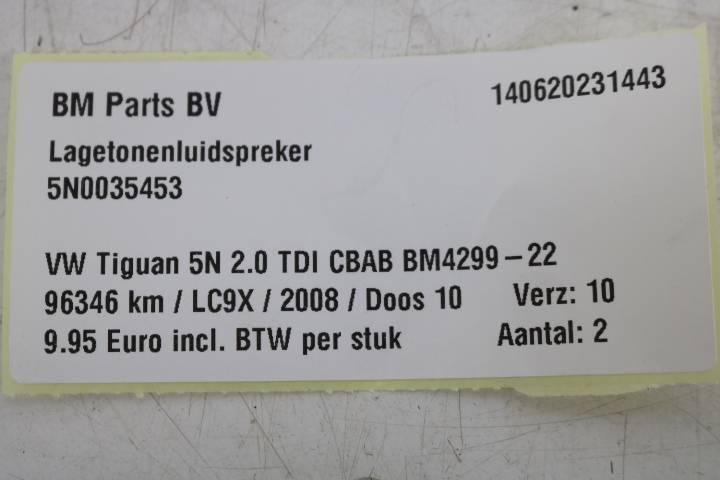 BM Parts BV
140620231443
Lagetonenluidspreker
5N0035453
VW Tiguan 5N 2.0 TDI CBAB BM4299-22
96346 km / LC9X / 2008 / Doos 10 Verz: 10
9.95 Euro incl. BTW per stuk Aantal: 2